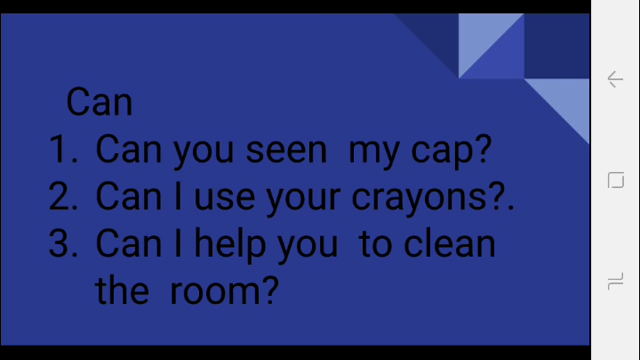 Can
1. Can you seen my cap?
2. Can I use your crayons?.
3. Can I help you to clean
the room?